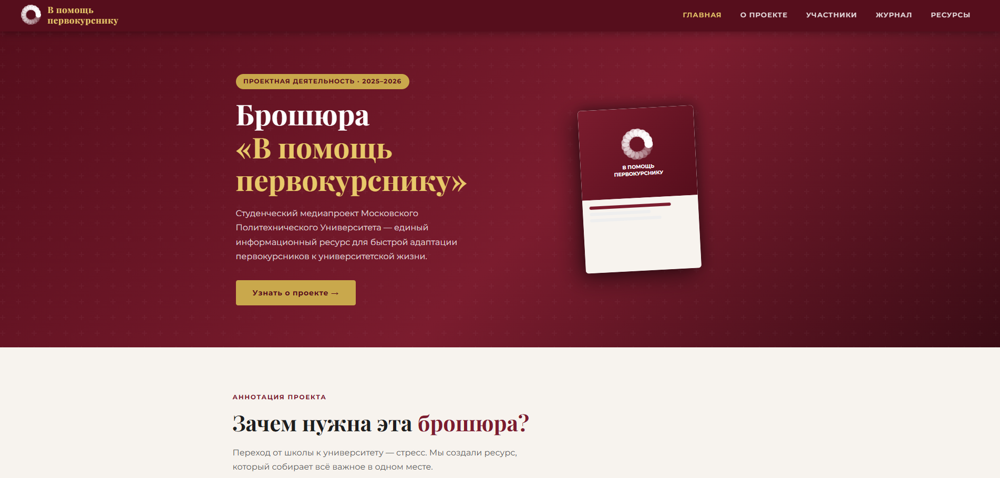 В помощь
первокурснику
ГЛАВНАЯ О ПРОЕКТЕ УЧАСТНИКИ ЖУРНАЛ РЕСУРСЫ
ПРОЕКТНАЯ ДЕЯТЕЛЬНОСТЬ · 2025–2026
Брошюра
«В помощь
первокурснику»
Студенческий медиапроект Московского
Политехнического Университета — единый
информационный ресурс для быстрой адаптации
первокурсников к университетской жизни.
Узнать о проекте →
В ПОМОЩЬ
ПЕРВОКУРСНИКУ
АННОТАЦИЯ ПРОЕКТА
Зачем нужна эта брошюра?
Переход от школы к университету — стресс. Мы создали ресурс,
который собирает всё важное в одном месте.